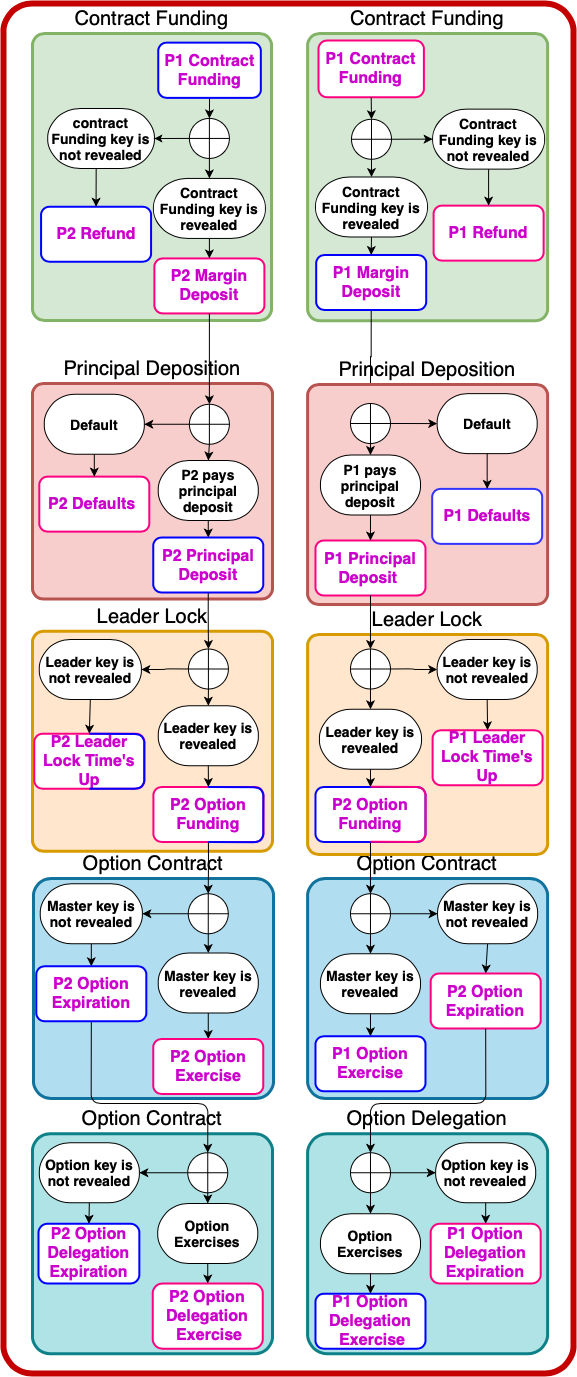 Contract Funding
P1 Contract
Funding
contract
Funding key is
not revealed
Contract
Funding key is
revealed
P2 Refund
P2 Margin
Deposit
Contract Funding
P1 Contract
Funding
Contract
Funding key is
not revealed
Contract
Funding key is
revealed
P1 Refund
P1 Margin
Deposit
Principal Deposition
Default
P2 pays
principal
deposit
P2 Defaults
P2 Principal
Deposit
Principal Deposition
Default
P1 pays
principal
deposit
P1 Defaults
P1 Principal
Deposit
Leader Lock
Leader key is
not revealed
Leader key is
revealed
P2 Leader
Lock Time's
Up
P2 Option
Funding
Leader Lock
Leader key is
not revealed
Leader key is
revealed
P1 Leader
Lock Time's
Up
P2 Option
Funding
Option Contract
Master key is
not revealed
Master key is
revealed
P2 Option
Expiration
P2 Option
Exercise
Option Contract
Master key is
not revealed
Master key is
revealed
P2 Option
Expiration
P1 Option
Exercise
Option Contract
Option key is
not revealed
Option
Exercises
P2 Option
Delegation
Expiration
P2 Option
Delegation
Exercise
Option Delegation
Option key is
not revealed
Option
Exercises
P1 Option
Delegation
Expiration
P1 Option
Delegation
Exercise